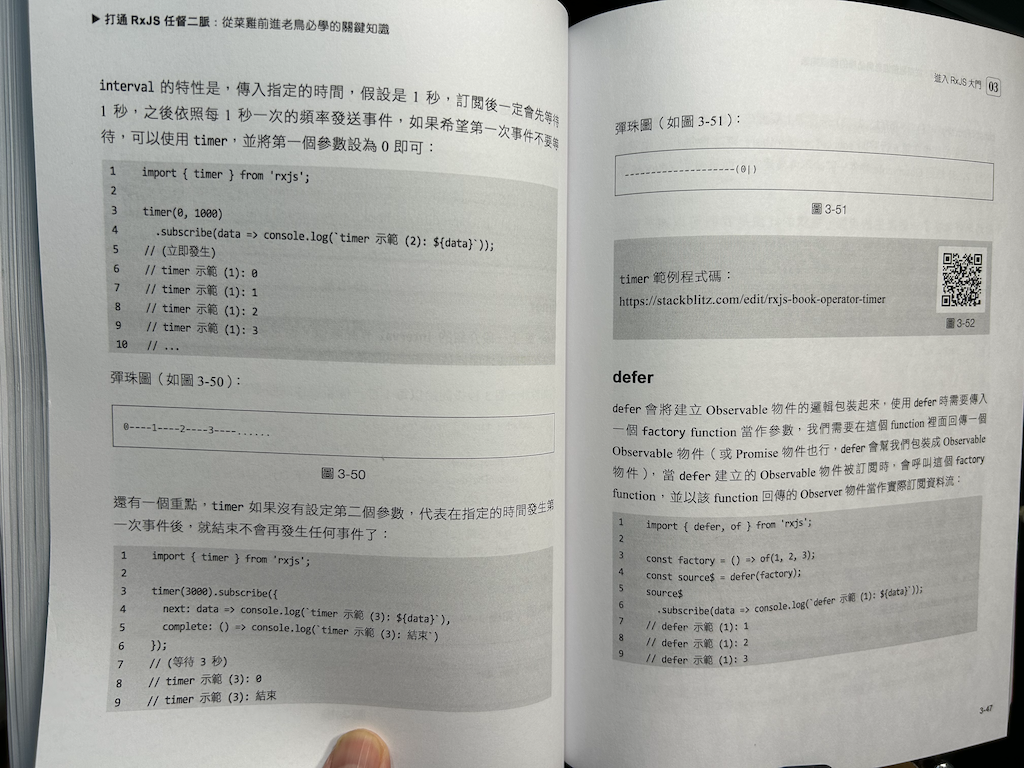 ▶ 打通 RxJS 任督二脈：從菜雞前進老鳥必學的關鍵知識
interval 的特性是，傳入指定的時間，假設是 1 秒，訂閱後一定會先等待
1 秒，之後依照每 1 秒一次的頻率發送事件，如果希望第一次事件不要等
待，可以使用 timer，並將第一個參數設為 0 即可：
1 import { timer } from 'rxjs';
2
3 timer(0, 1000)
4 .subscribe(data => console.log(`timer 示範 (2): ${data}`));
5 // (立即發生)
6 // timer 示範 (1): 0
7 // timer 示範 (1): 1
8 // timer 示範 (1): 2
9 // timer 示範 (1): 3
10 // ...
彈珠圖（如圖 3-50）：
0----1----2----3----......
圖 3-50
還有一個重點，timer 如果沒有設定第二個參數，代表在指定的時間發生第
一次事件後，就結束不會再發生任何事件了：
1 import { timer } from 'rxjs';
2
3 timer(3000).subscribe({
4 next: data => console.log(`timer 示範 (3): ${data}`),
5 complete: () => console.log(`timer 示範 (3): 結束`)
6 });
7 // (等待 3 秒)
8 // timer 示範 (3): 0
9 // timer 示範 (3): 結束
進入 RxJS 大門 03
彈珠圖（如圖 3-51）：
---------------------(0|)
圖 3-51
timer 範例程式碼：
https://stackblitz.com/edit/rxjs-book-operator-timer
圖 3-52
defer
defer 會將建立 Observable 物件的邏輯包裝起來，使用 defer 時需要傳入
一個 factory function 當作參數，我們需要在這個 function 裡面回傳一個
Observable 物件（或 Promise 物件也行，defer 會幫我們包裝成 Observable
物件），當 defer 建立的 Observable 物件被訂閱時，會呼叫這個 factory
function，並以該 function 回傳的 Observer 物件當作實際訂閱資料流：
1 import { defer, of } from 'rxjs';
2
3 const factory = () => of(1, 2, 3);
4 const source$ = defer(factory);
5 source$
6 .subscribe(data => console.log(`defer 示範 (1): ${data}`));
7 // defer 示範 (1): 1
8 // defer 示範 (1): 2
9 // defer 示範 (1): 3
3-47